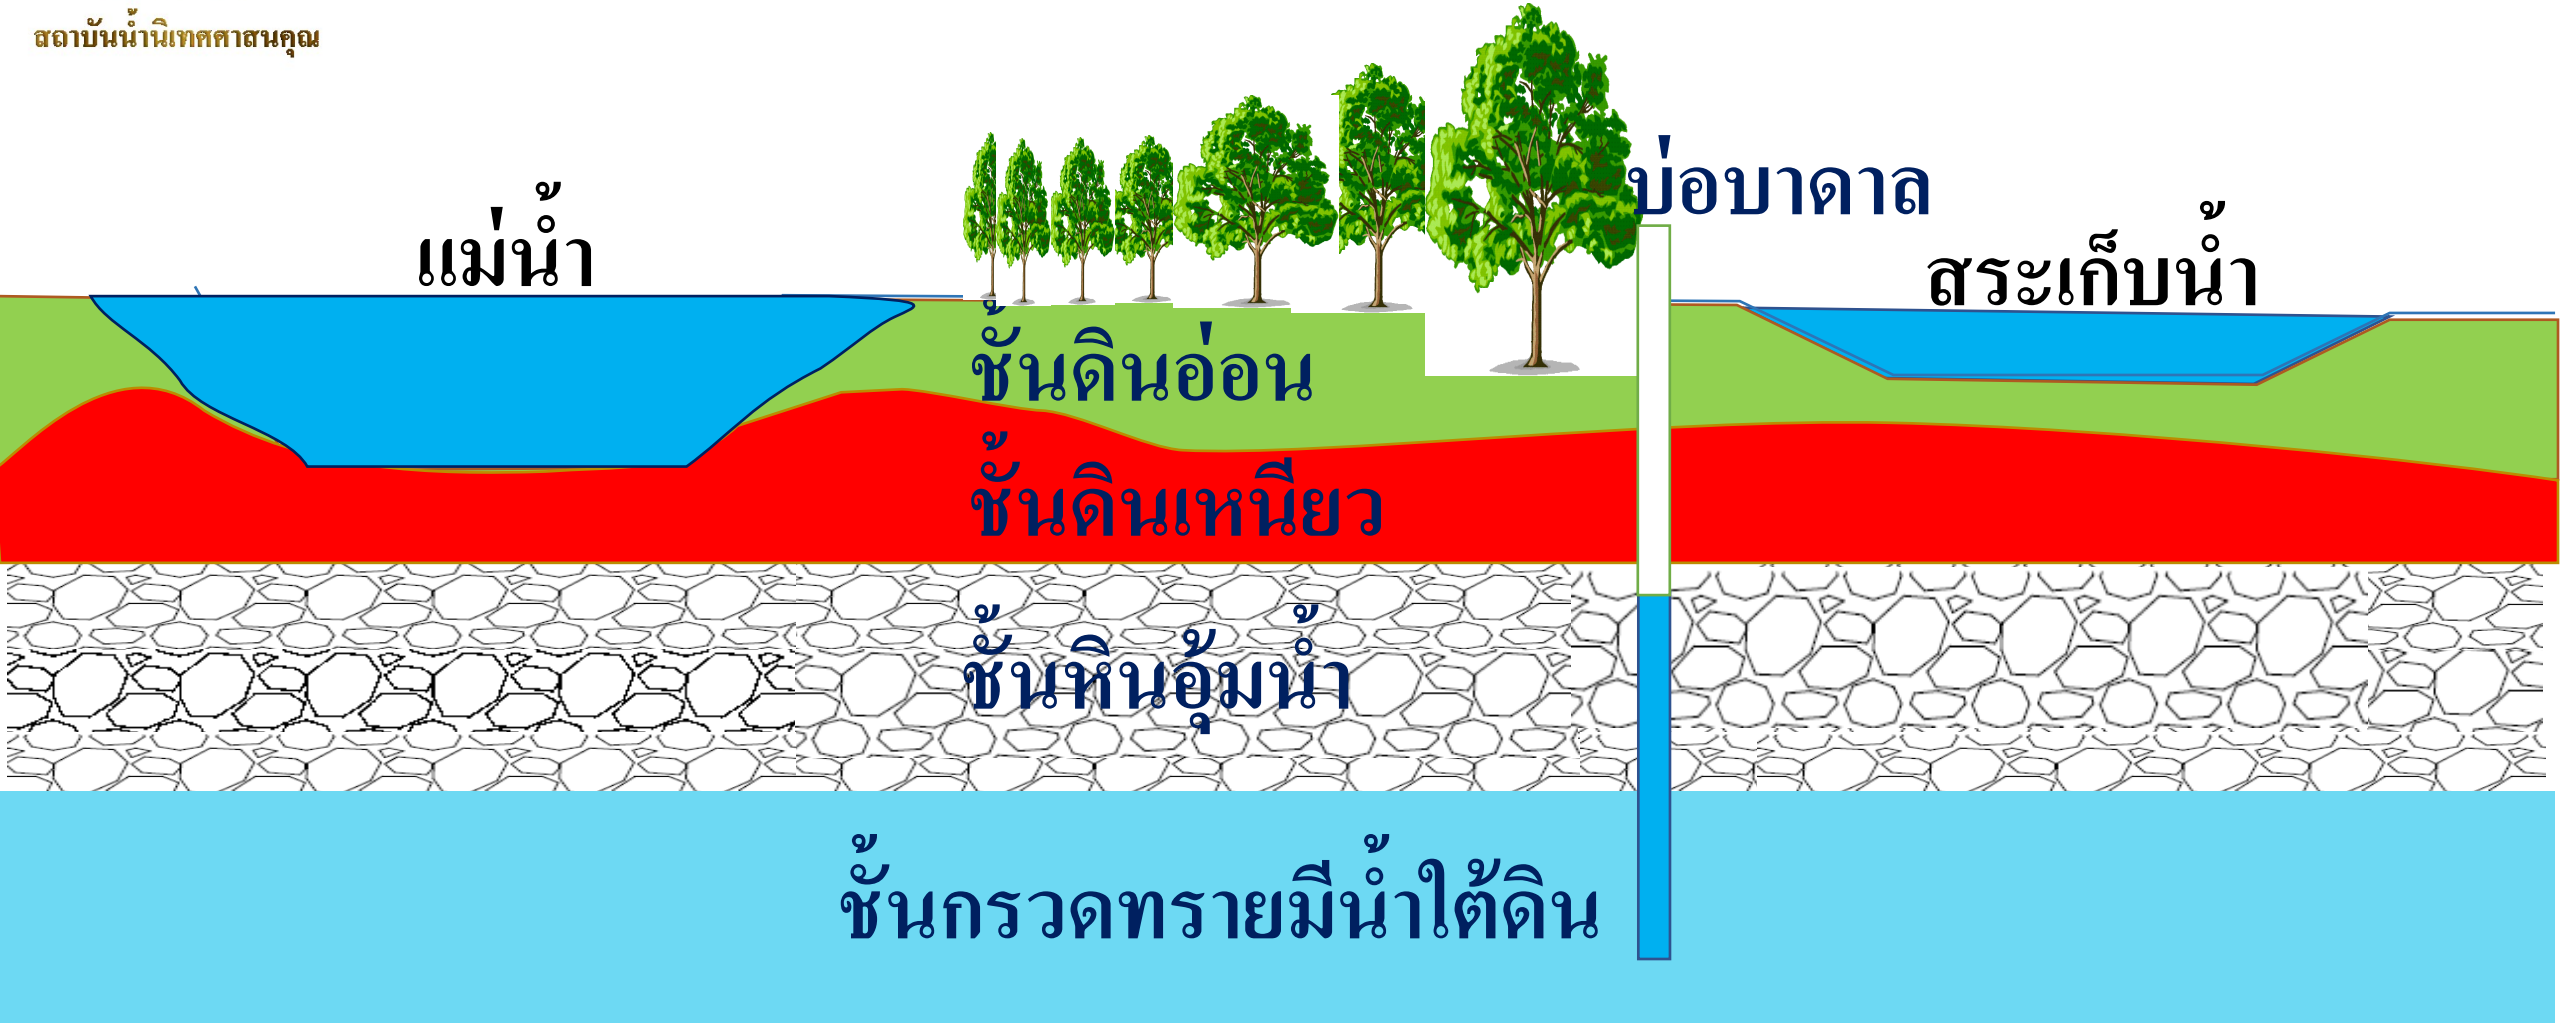 สถาบันน้ำนิเทศศาสนคุณ
บ่อบาดาล
แม่น้ำ
สระเก็บน้ำ
ชั้นดินอ่อน
ชั้นดินเหนียว
ชั้นหินอุ้มน้ำ
ชั้นกรวดทรายมีน้ำใต้ดิน